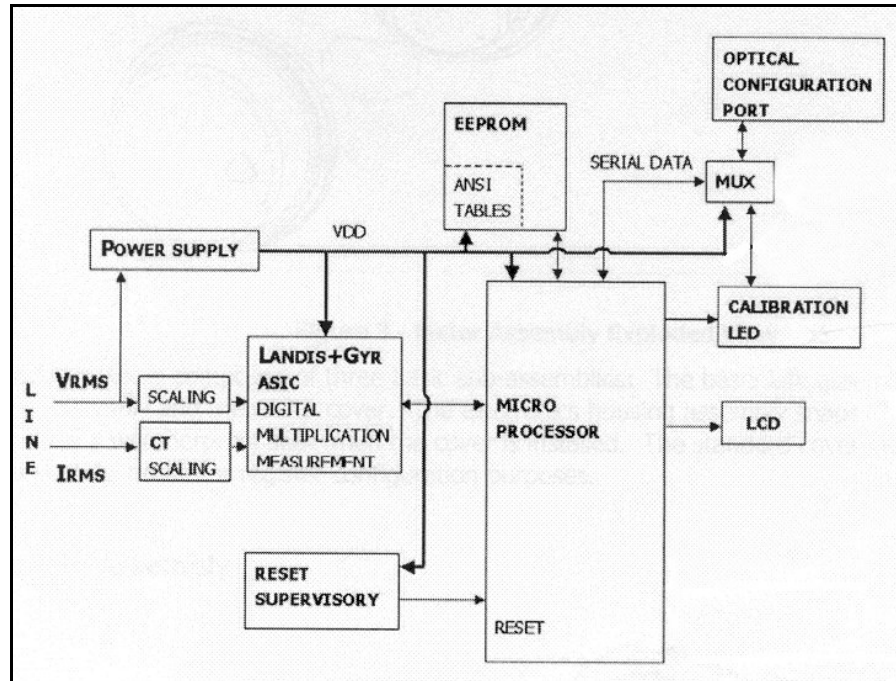 OPTICAL
CONFIGURATION
PORT
EEPROM
ANSI
TABLES
SERIAL DATA
MUX
VDD
POWER SUPPLY
CALIBRATION
LED
LANDIS+GYR
ASIC
DIGITAL
MULTIPLICATION
MEASUREMENT
LINE
VRMS
SCALING
IRMS
CT
SCALING
MICRO
PROCESSOR
LCD
RESET
SUPERVISORY
RESET